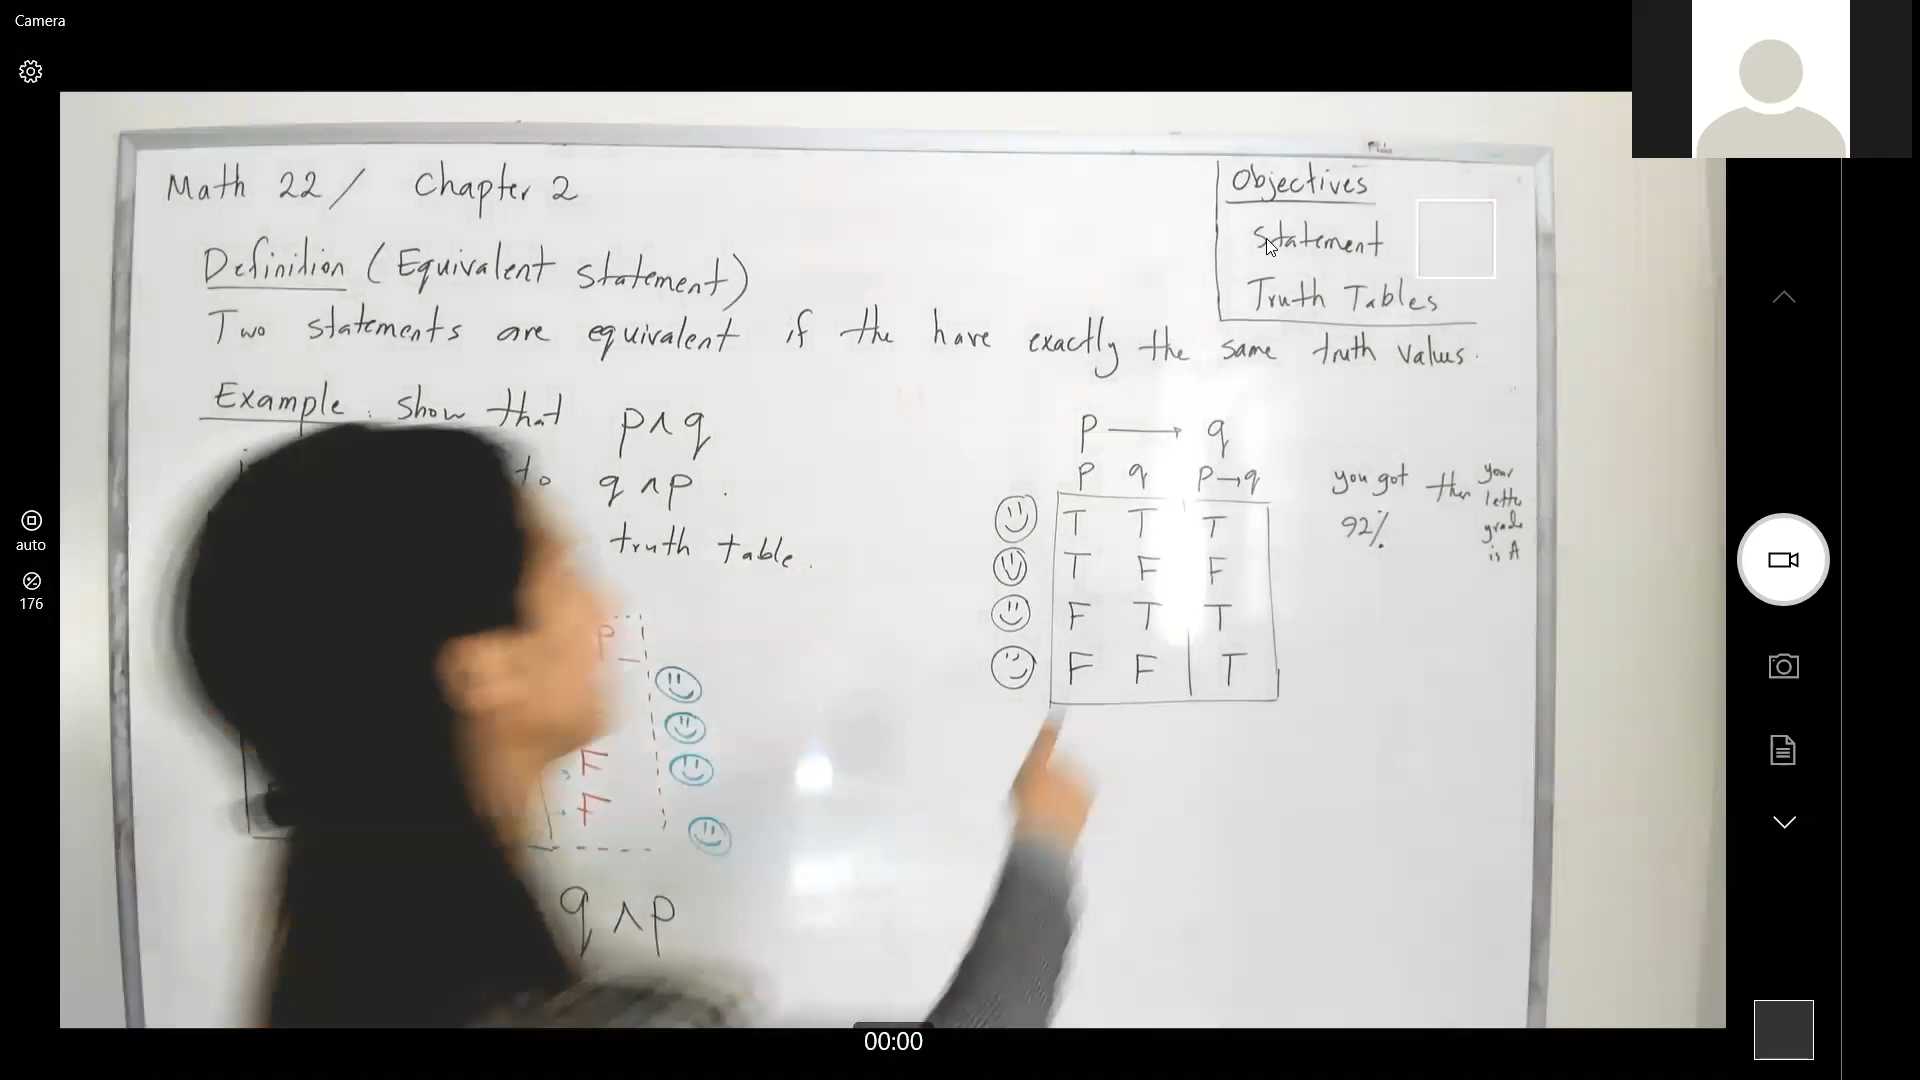 Camera
Math 22 / Chapter 2
Objectives
Statement
Truth Tables
Definition (Equivalent statement)
Two statements are equivalent if the have exactly the same truth values.
Example : show that p∧q
to q∧p .
truth table .
p → q
p q p→q
T T T
T F F
F T T
F F T
you got 92% then your letter grade is A
P
F
F
q∧p
auto
176
00:00